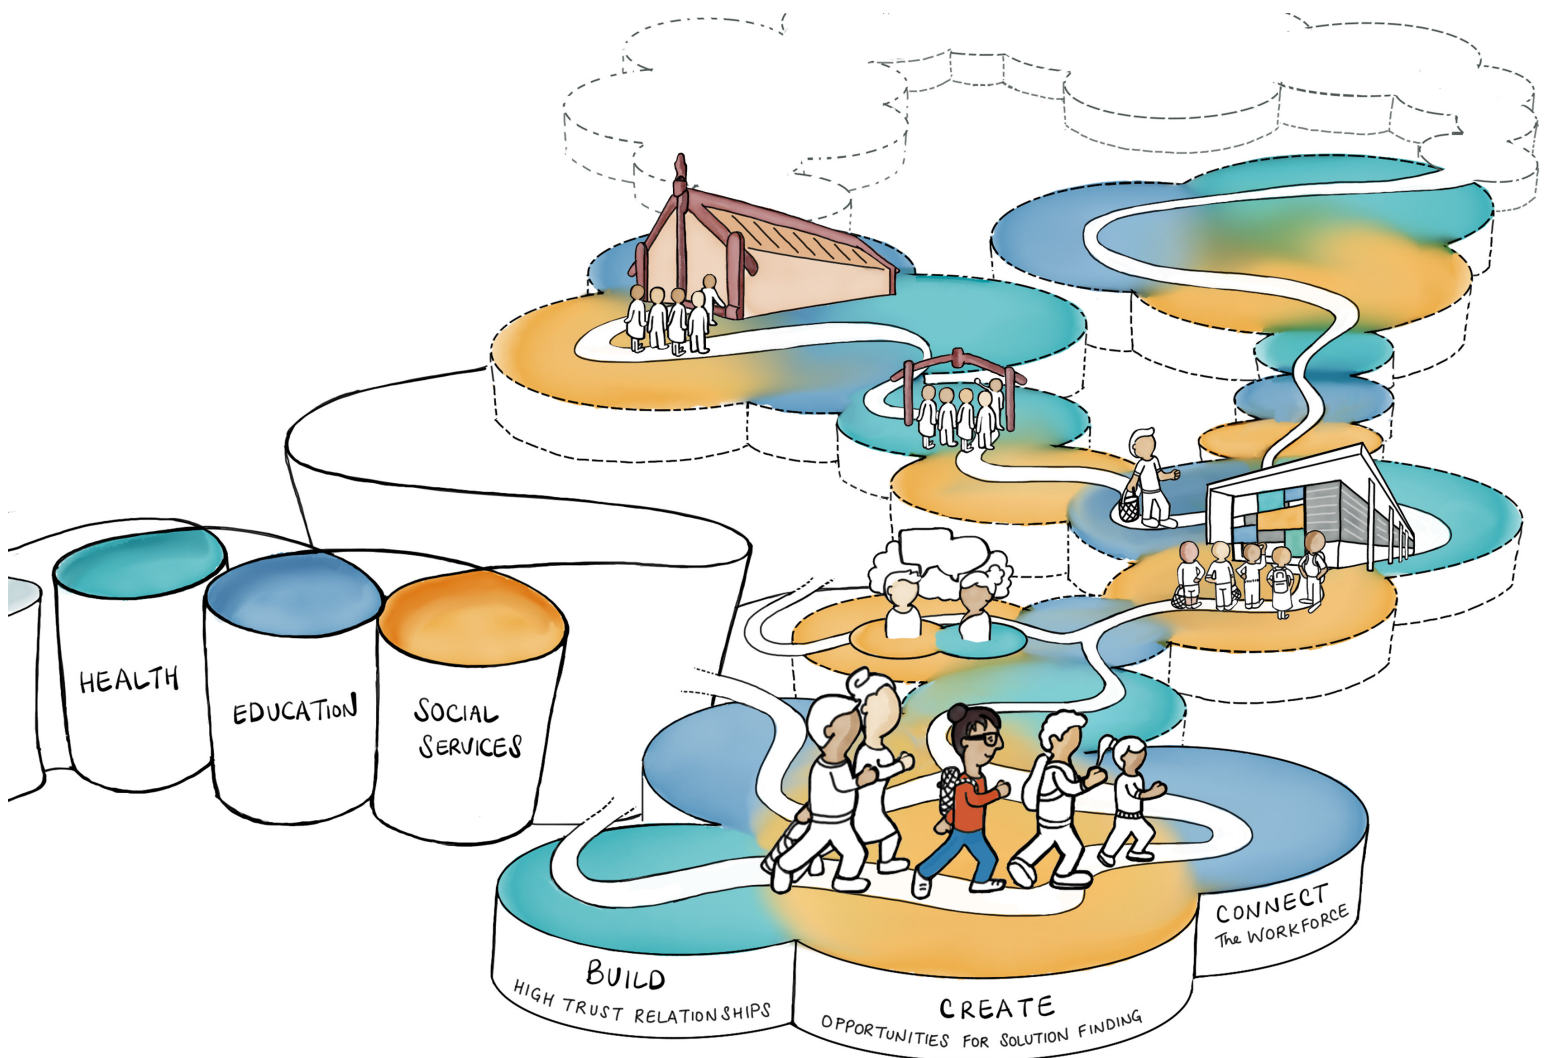 HEALTH
EDUCATION
SOCIAL
SERVICES
BUILD
HIGH TRUST RELATIONSHIPS
CREATE
OPPORTUNITIES FOR SOLUTION FINDING
CONNECT
The WORKFORCE